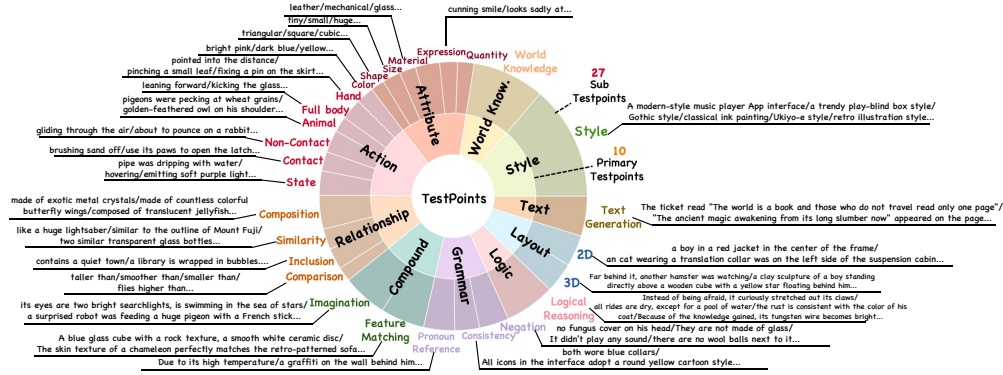 leather/mechanical/glass...
tiny/small/huge...
triangular/square/cubic...
bright pink/dark blue/yellow...
pointed into the distance/
pinching a small leaf/fixing a pin on the skirt...
leaning forward/kicking the glass...
pigeons were pecking at wheat grains/
golden-feathered owl on his shoulder...
gliding through the air/about to pounce on a rabbit...
brushing sand off/use its paws to open the latch...
pipe was dripping with water/
hovering/emitting soft purple light...
made of exotic metal crystals/made of countless colorful
butterfly wings/composed of translucent jellyfish...
like a huge lightsaber/similar to the outline of Mount Fuji/
two similar transparent glass bottles...
contains a quiet town/a library is wrapped in bubbles...
taller than/smoother than/smaller than/
flies higher than...
its eyes are two bright searchlights, is swimming in the sea of stars/
a surprised robot was feeding a huge pigeon with a French stick...
A blue glass cube with a rock texture, a smooth white ceramic disc/
The skin texture of a chameleon perfectly matches the retro-patterned sofa...
Due to its high temperature/a graffiti on the wall behind him...
cunning smile/looks sadly at...
Expression
Quantity
Material
Size
Shape
Color
Hand
Full body
Animal
Non-Contact
Contact
State
Composition
Similarity
Inclusion
Comparison
Imagination
Feature
Matching
Pronoun
Reference
Consistency
Negation
Logical
Reasoning
3D
2D
Text
Generation
Style
World
Knowledge
27
Sub
Testpoints
10
Primary
Testpoints
TestPoints
Attribute
World Know.
Style
Text
Layout
Logic
Grammar
Compound
Relationship
Action
A modern-style music player App interface/a trendy play-blind box style/
Gothic style/classical ink painting/Ukiyo-e style/retro illustration style...
The ticket read "The world is a book and those who do not travel read only one page"/
"The ancient magic awakening from its long slumber now" appeared on the page...
a boy in a red jacket in the center of the frame/
an cat wearing a translation collar was on the left side of the suspension cabin...
Far behind it, another hamster was watching/a clay sculpture of a boy standing
directly above a wooden cube with a yellow star floating behind him...
Instead of being afraid, it curiously stretched out its claws/
all rides are dry, except for a pool of water/the rust is consistent with the color of his
coat/Because of the knowledge gained, its tungsten wire becomes bright...
no fungus cover on his head/They are not made of glass/
It didn't play any sound/there are no wool balls next to it...
both wore blue collars/
All icons in the interface adopt a round yellow cartoon style...